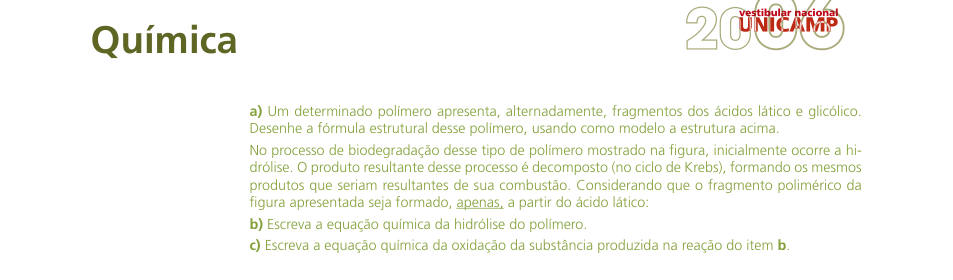 Química
2006
vestibular nacional
UNICAMP
a) Um determinado polímero apresenta, alternadamente, fragmentos dos ácidos lático e glicólico.
Desenhe a fórmula estrutural desse polímero, usando como modelo a estrutura acima.
No processo de biodegradação desse tipo de polímero mostrado na figura, inicialmente ocorre a hi-
drólise. O produto resultante desse processo é decomposto (no ciclo de Krebs), formando os mesmos
produtos que seriam resultantes de sua combustão. Considerando que o fragmento polimérico da
figura apresentada seja formado, apenas, a partir do ácido lático:
b) Escreva a equação química da hidrólise do polímero.
c) Escreva a equação química da oxidação da substância produzida na reação do item b.